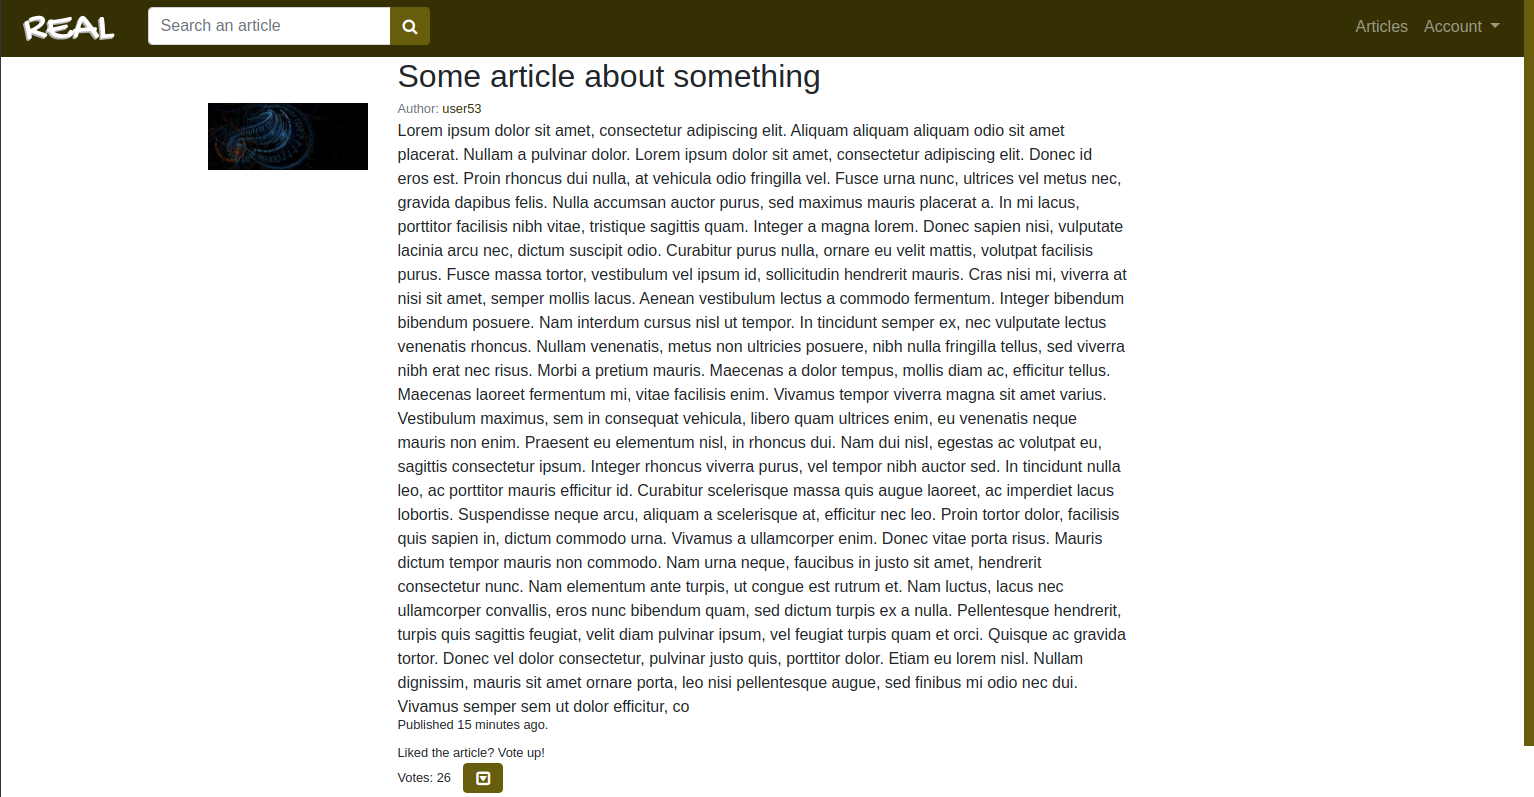 REAL
Search an article
Articles
Account
Some article about something
Author: user53
Lorem ipsum dolor sit amet, consectetur adipiscing elit. Aliquam aliquam aliquam odio sit amet
placerat. Nullam a pulvinar dolor. Lorem ipsum dolor sit amet, consectetur adipiscing elit. Donec id
eros est. Proin rhoncus dui nulla, at vehicula odio fringilla vel. Fusce urna nunc, ultrices vel metus nec,
gravida dapibus felis. Nulla accumsan auctor purus, sed maximus mauris placerat a. In mi lacus,
porttitor facilisis nibh vitae, tristique sagittis quam. Integer a magna lorem. Donec sapien nisi, vulputate
lacinia arcu nec, dictum suscipit odio. Curabitur purus nulla, ornare eu velit mattis, volutpat facilisis
purus. Fusce massa tortor, vestibulum vel ipsum id, sollicitudin hendrerit mauris. Cras nisi mi, viverra at
nisi sit amet, semper mollis lacus. Aenean vestibulum lectus a commodo fermentum. Integer bibendum
bibendum posuere. Nam interdum cursus nisl ut tempor. In tincidunt semper ex, nec vulputate lectus
venenatis rhoncus. Nullam venenatis, metus non ultricies posuere, nibh nulla fringilla tellus, sed viverra
nibh erat nec risus. Morbi a pretium mauris. Maecenas a dolor tempus, mollis diam ac, efficitur tellus.
Maecenas laoreet fermentum mi, vitae facilisis enim. Vivamus tempor viverra magna sit amet varius.
Vestibulum maximus, sem in consequat vehicula, libero quam ultrices enim, eu venenatis neque
mauris non enim. Praesent eu elementum nisl, in rhoncus dui. Nam dui nisl, egestas ac volutpat eu,
sagittis consectetur ipsum. Integer rhoncus viverra purus, vel tempor nibh auctor sed. In tincidunt nulla
leo, ac porttitor mauris efficitur id. Curabitur scelerisque massa quis augue laoreet, ac imperdiet lacus
lobortis. Suspendisse neque arcu, aliquam a scelerisque at, efficitur nec leo. Proin tortor dolor, facilisis
quis sapien in, dictum commodo urna. Vivamus a ullamcorper enim. Donec vitae porta risus. Mauris
dictum tempor mauris non commodo. Nam urna neque, faucibus in justo sit amet, hendrerit
consectetur nunc. Nam elementum ante turpis, ut congue est rutrum et. Nam luctus, lacus nec
ullamcorper convallis, eros nunc bibendum quam, sed dictum turpis ex a nulla. Pellentesque hendrerit,
turpis quis sagittis feugiat, velit diam pulvinar ipsum, vel feugiat turpis quam et orci. Quisque ac gravida
tortor. Donec vel dolor consectetur, pulvinar justo quis, porttitor dolor. Etiam eu lorem nisl. Nullam
dignissim, mauris sit amet ornare porta, leo nisi pellentesque augue, sed finibus mi odio nec dui.
Vivamus semper sem ut dolor efficitur, co
Published 15 minutes ago.
Liked the article? Vote up!
Votes: 26